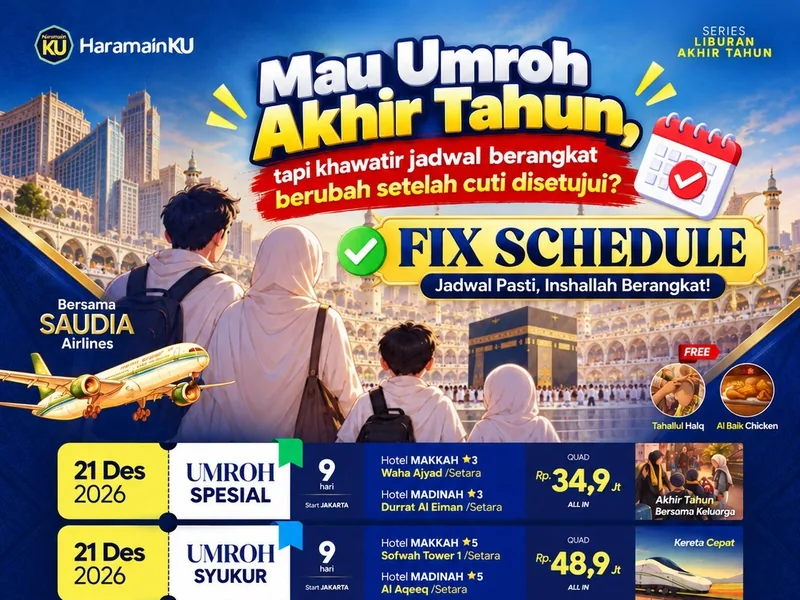 Haramain KU
HaramainKU
SERIES
LIBURAN
AKHIR TAHUN
Mau Umroh
Akhir Tahun,
tapi khawatir jadwal berangkat
berubah setelah cuti disetujui?
FIX SCHEDULE
Jadwal Pasti, Inshallah Berangkat!
Bersama
SAUDIA
Airlines
FREE
Tahallul Halq
Al Baik Chicken
21 Des
2026
UMROH
SPESIAL
9
hari
Start JAKARTA
Hotel MAKKAH ★3
Waha Ajyad /Setara
Hotel MADINAH ★3
Durrat Al Eiman /Setara
QUAD
Rp. 34,9 Jt
ALL IN
Akhir Tahun
Bersama Keluarga
21 Des
2026
UMROH
SYUKUR
9
hari
Start JAKARTA
Hotel MAKKAH ★5
Sofwah Tower 1 /Setara
Hotel MADINAH ★5
Al Aqeeq /Setara
QUAD
Rp. 48,9 Jt
ALL IN
Kereta Cepat